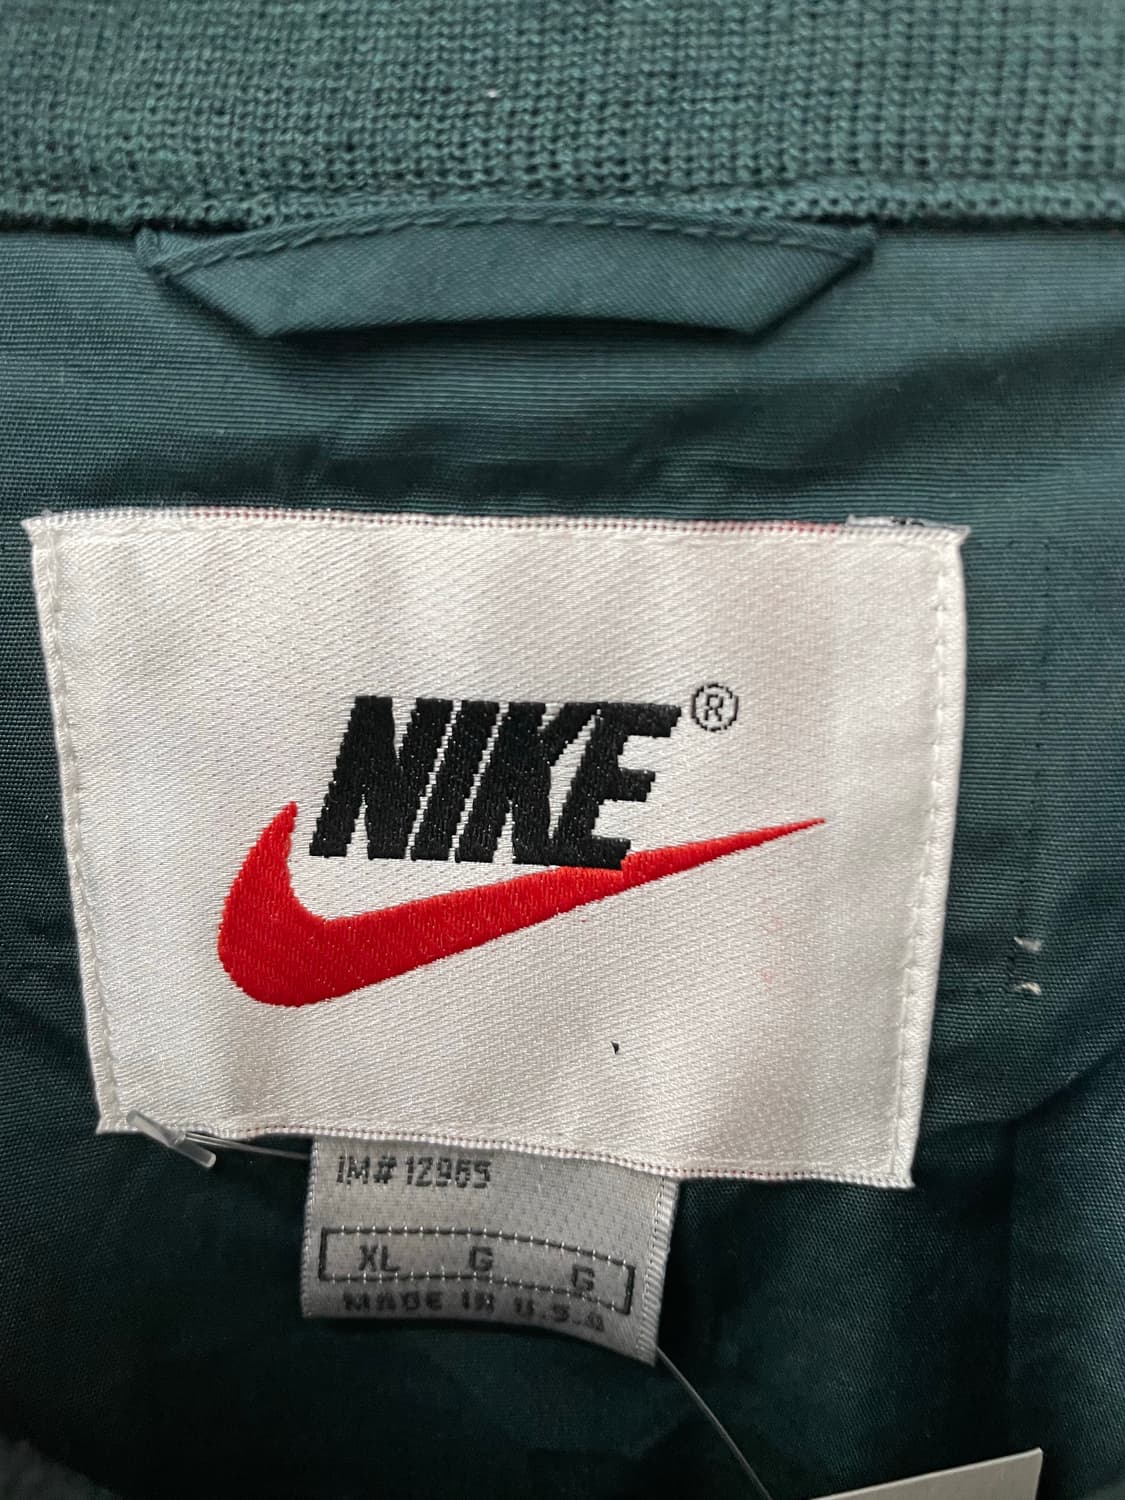 NIKE®
IM# 12965
XL G G
MADE IN U.S.A